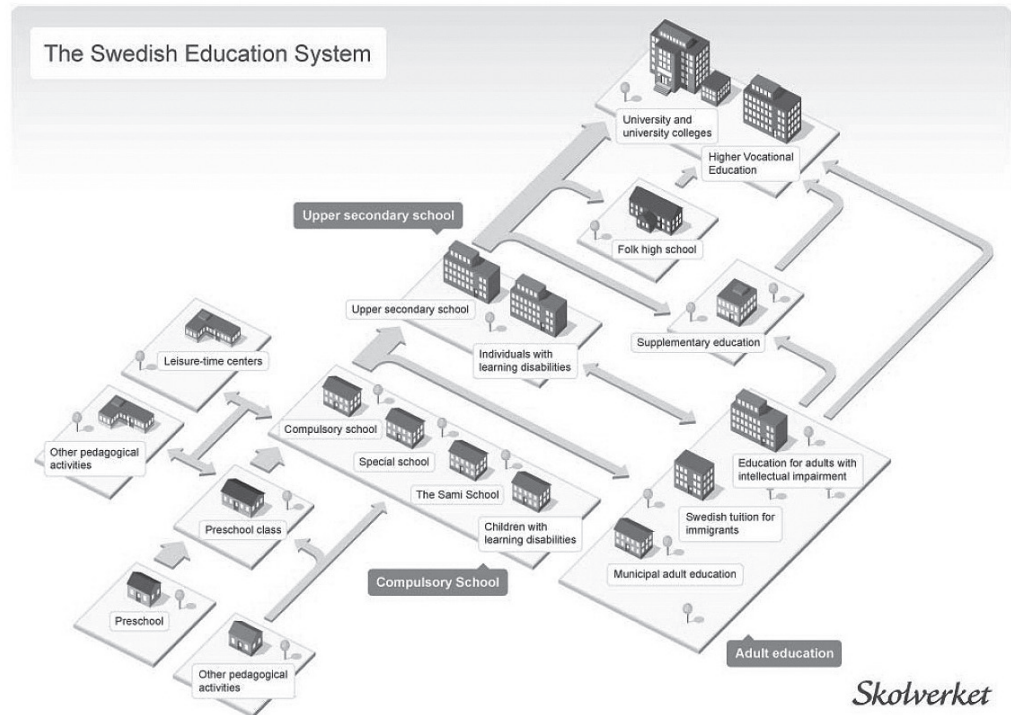 The Swedish Education System
University and
university colleges
Higher Vocational
Education
Upper secondary school
Folk high school
Upper secondary school
Supplementary education
Individuals with
learning disabilities
Leisure-time centers
Other pedagogical
activities
Compulsory school
Special school
The Sami School
Children with
learning disabilities
Education for adults with
intellectual impairment
Swedish tuition for
immigrants
Municipal adult education
Preschool class
Compulsory School
Preschool
Other pedagogical
activities
Adult education
Skolverket